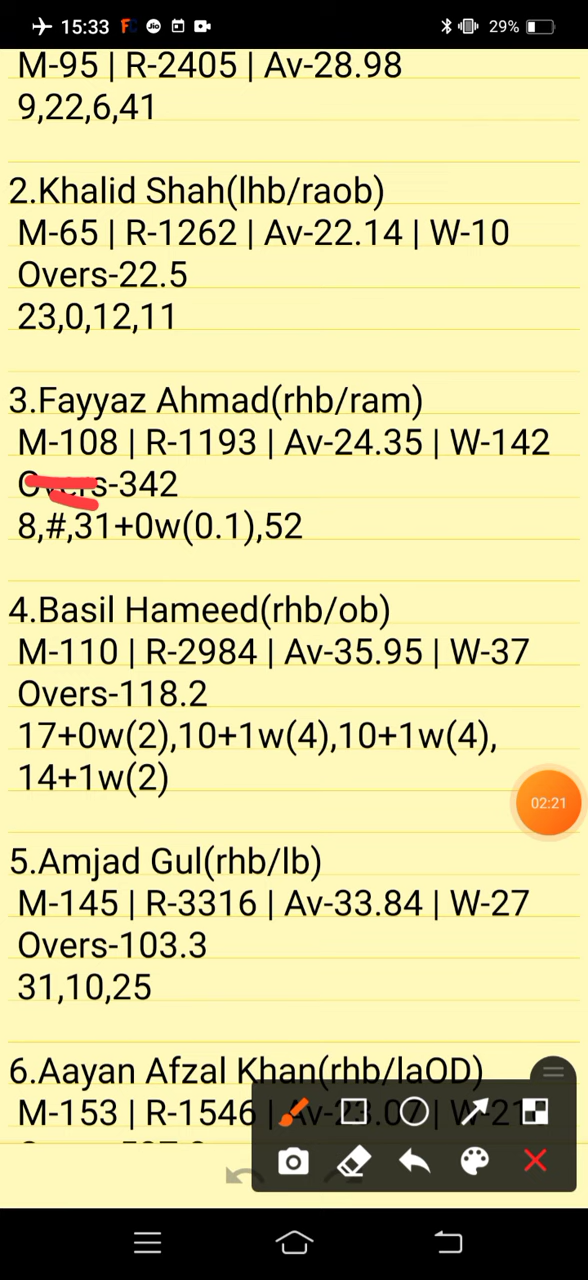 15:33
29%
M-95 | R-2405 | Av-28.98
9,22,6,41
2.Khalid Shah(lhb/raob)
M-65 | R-1262 | Av-22.14 | W-10
Overs-22.5
23,0,12,11
3.Fayyaz Ahmad(rhb/ram)
M-108 | R-1193 | Av-24.35 | W-142
Overs-342
8,#,31+0w(0.1),52
4.Basil Hameed(rhb/ob)
M-110 | R-2984 | Av-35.95 | W-37
Overs-118.2
17+0w(2),10+1w(4),10+1w(4),
14+1w(2)
02:21
5.Amjad Gul(rhb/lb)
M-145 | R-3316 | Av-33.84 | W-27
Overs-103.3
31,10,25
6.Aayan Afzal Khan(rhb/laOD)
M-153 | R-1546 | Av-23.07 |